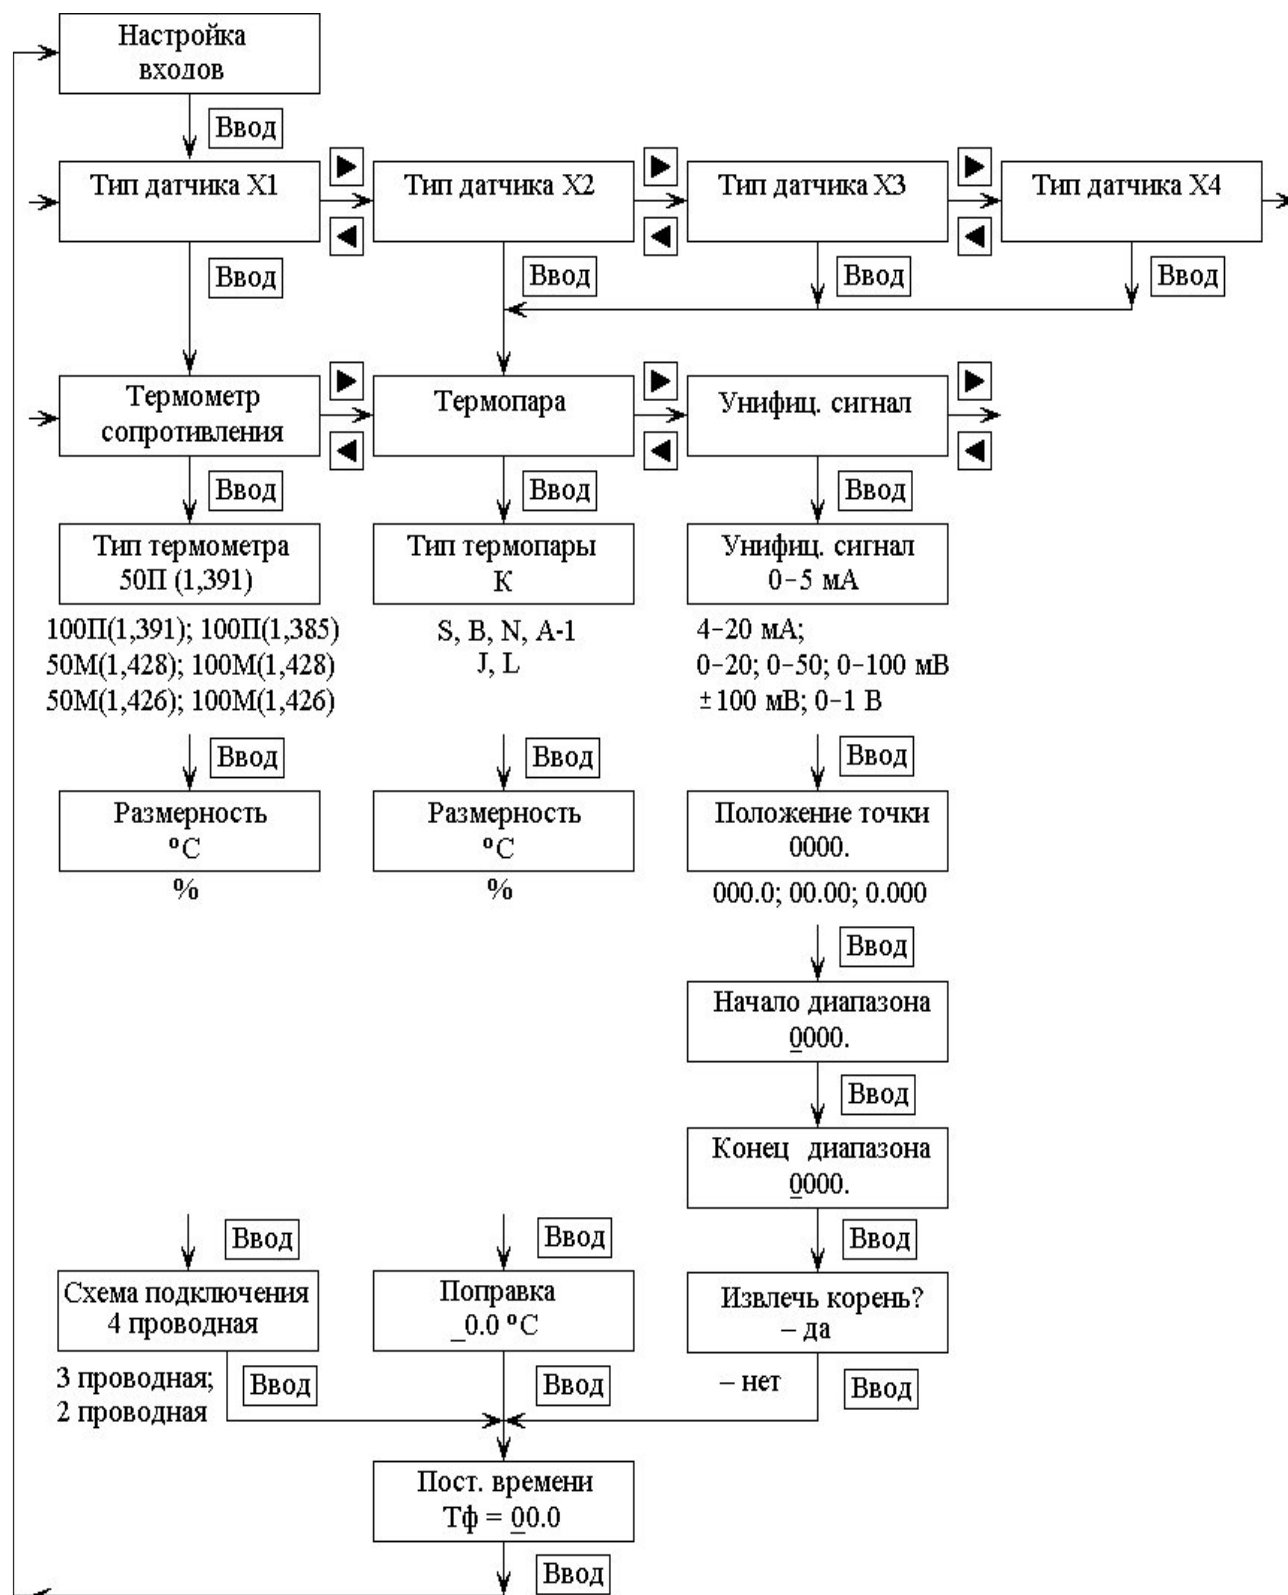 Настройка
входов
Ввод
Тип датчика X1
Тип датчика X2
Тип датчика X3
Тип датчика X4
Ввод
Ввод
Ввод
Ввод
Термометр
сопротивления
Термопара
Унифиц. сигнал
Ввод
Ввод
Ввод
Тип термометра
50П (1,391)
Тип термопары
К
Унифиц. сигнал
0−5 мА
100П(1,391); 100П(1,385)
50М(1,428); 100М(1,428)
50М(1,426); 100М(1,426)
S, B, N, A-1
J, L
4−20 мА;
0−20; 0−50; 0−100 мВ
±100 мВ; 0−1 В
Ввод
Ввод
Ввод
Размерность
ºС
Размерность
ºС
Положение точки
0000.
%
%
000.0; 00.00; 0.000
Ввод
Начало диапазона
0000.
Ввод
Конец диапазона
0000.
Ввод
Ввод
Ввод
Схема подключения
4 проводная
Поправка
_0.0 ºС
Извлечь корень?
– да
3 проводная;
2 проводная
Ввод
Ввод
– нет
Ввод
Пост. времени
Тф = 00.0
Ввод